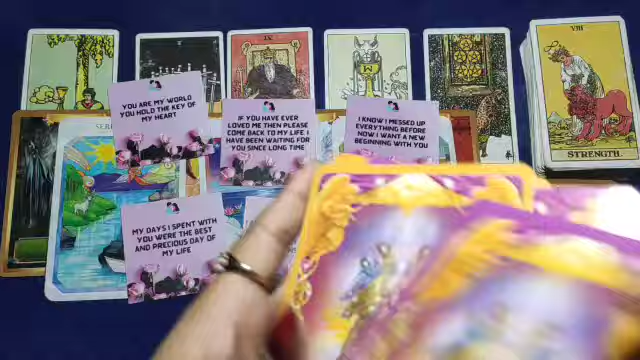 VIII
STRENGTH.
YOU ARE MY WORLD
YOU HOLD THE KEY OF
MY HEART
IF YOU HAVE EVER
LOVED ME THEN PLEASE
COME BACK TO MY LIFE I
HAVE BEEN WAITING FOR
YOU SINCE LONG TIME
I KNOW I MESSED UP
EVERYTHING BEFORE
NOW I WANT A NEW
BEGINNING WITH YOU
MY DAYS I SPENT WITH
YOU WERE THE BEST
AND PRECIOUS DAY OF
MY LIFE